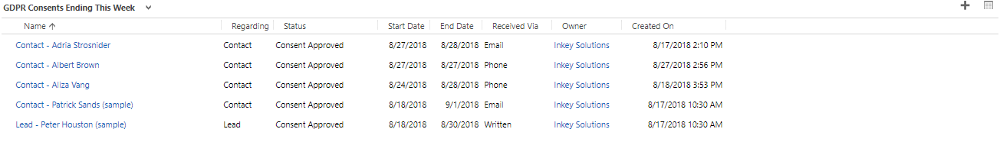 GDPR Consents Ending This Week
Name Regarding Status Start Date End Date Received Via Owner Created On
Contact - Adria Strosnider Contact Consent Approved 8/27/2018 8/28/2018 Email Inkey Solutions 8/17/2018 2:10 PM
Contact - Albert Brown Contact Consent Approved 8/27/2018 8/27/2018 Phone Inkey Solutions 8/27/2018 2:56 PM
Contact - Aliza Vang Contact Consent Approved 8/24/2018 8/28/2018 Phone Inkey Solutions 8/18/2018 3:53 PM
Contact - Patrick Sands (sample) Contact Consent Approved 8/18/2018 9/1/2018 Email Inkey Solutions 8/17/2018 10:30 AM
Lead - Peter Houston (sample) Lead Consent Approved 8/18/2018 8/30/2018 Written Inkey Solutions 8/17/2018 10:30 AM